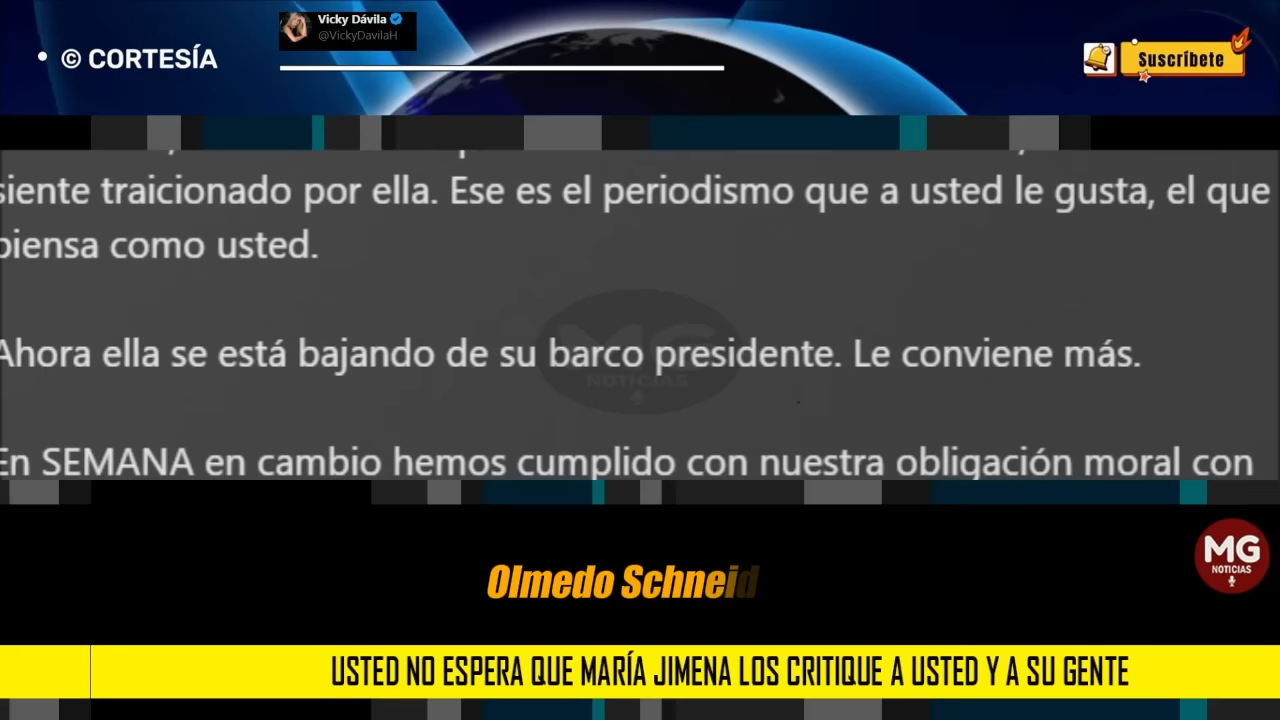 Vicky Dávila
@VickyDavilaH
• © CORTESÍA
Suscríbete
siente traicionado por ella. Ese es el periodismo que a usted le gusta, el que
piensa como usted.
Ahora ella se está bajando de su barco presidente. Le conviene más.
En SEMANA en cambio hemos cumplido con nuestra obligación moral con
MG
NOTICIAS
Olmedo Schneid
MG
NOTICIAS
USTED NO ESPERA QUE MARÍA JIMENA LOS CRITIQUE A USTED Y A SU GENTE